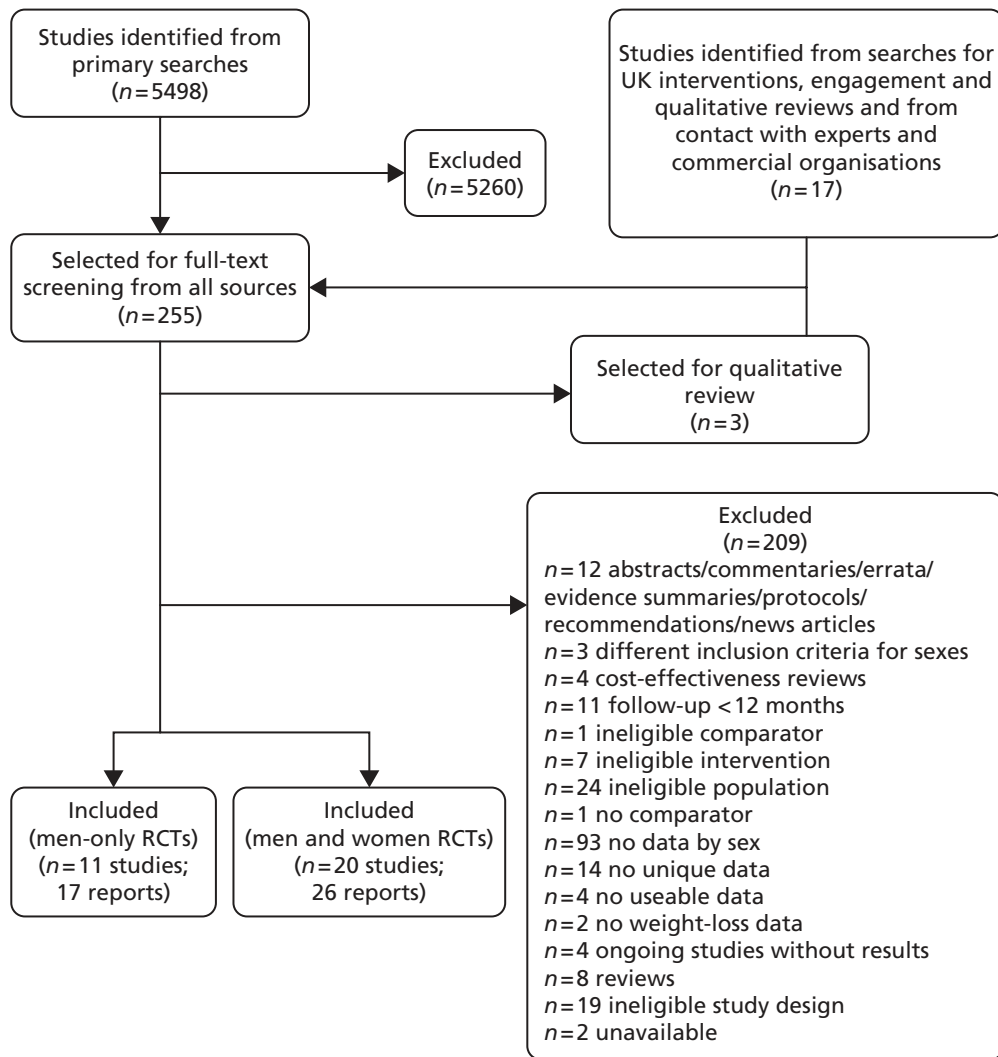 Studies identified from
primary searches
(n=5498)
Studies identified from searches for
UK interventions, engagement and
qualitative reviews and from
contact with experts and
commercial organisations
(n=17)
Excluded
(n=5260)
Selected for full-text
screening from all sources
(n=255)
Selected for qualitative
review
(n=3)
Excluded
(n=209)
n=12 abstracts/commentaries/errata/
evidence summaries/protocols/
recommendations/news articles
n=3 different inclusion criteria for sexes
n=4 cost-effectiveness reviews
n=11 follow-up <12 months
n=1 ineligible comparator
n=7 ineligible intervention
n=24 ineligible population
n=1 no comparator
n=93 no data by sex
n=14 no unique data
n=4 no useable data
n=2 no weight-loss data
n=4 ongoing studies without results
n=8 reviews
n=19 ineligible study design
n=2 unavailable
Included
(men-only RCTs)
(n=11 studies;
17 reports)
Included
(men and women RCTs)
(n=20 studies;
26 reports)